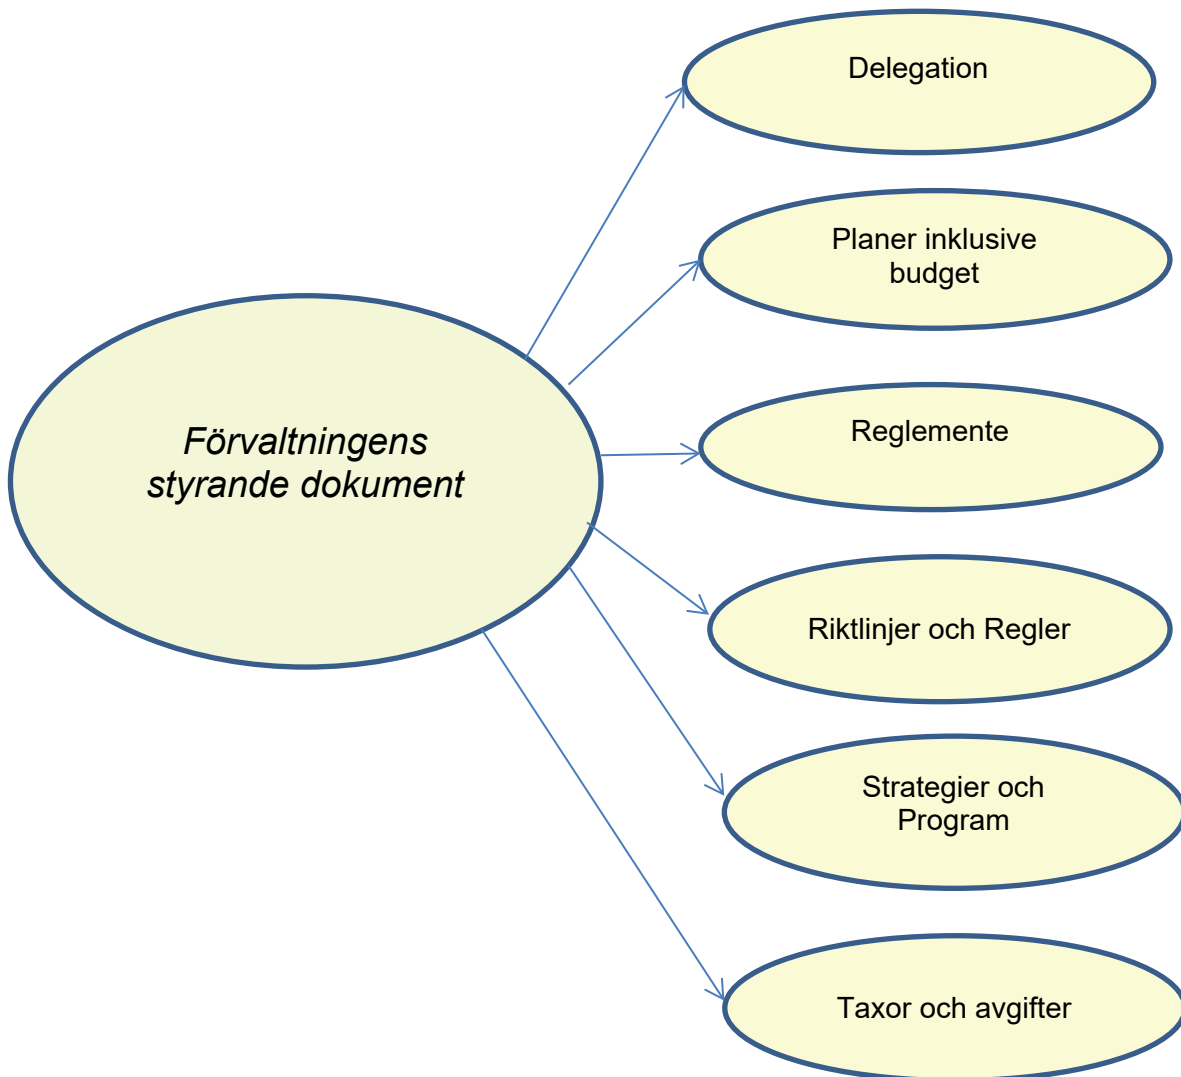 Delegation
Planer inklusive
budget
Reglemente
Förvaltningens
styrande dokument
Riktlinjer och Regler
Strategier och
Program
Taxor och avgifter